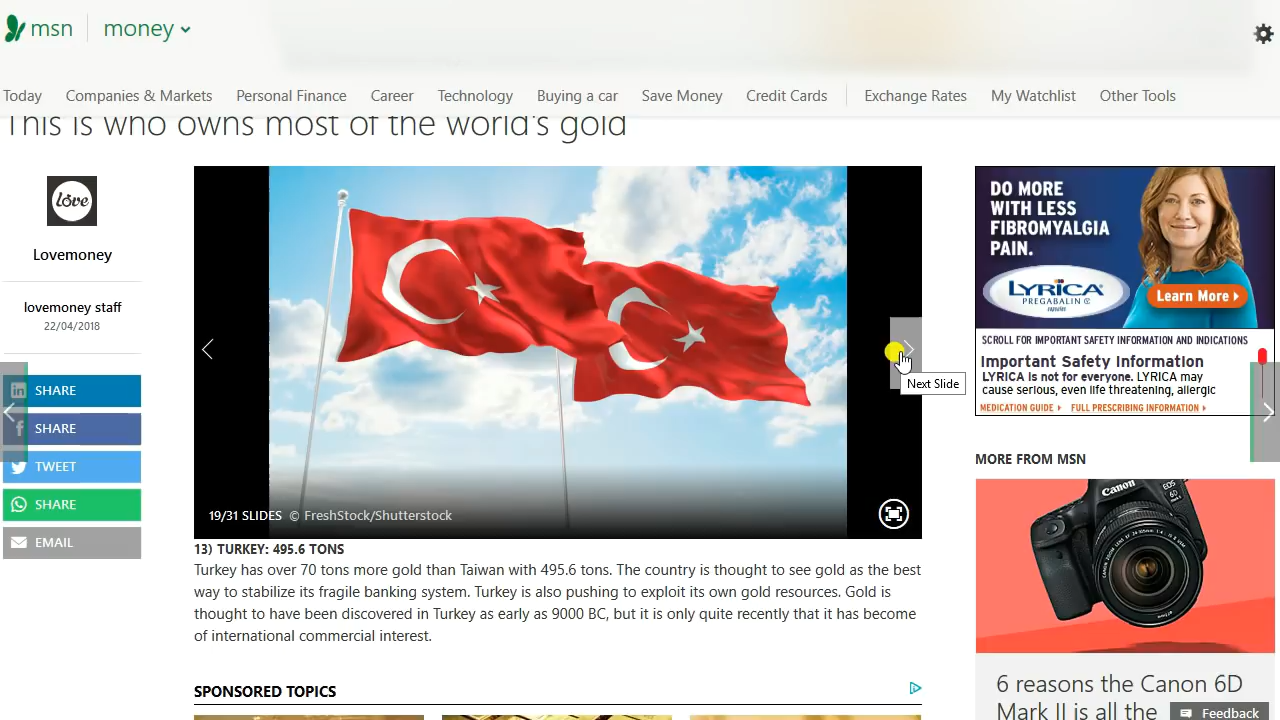 msn
money
Today
Companies & Markets
Personal Finance
Career
Technology
Buying a car
Save Money
Credit Cards
Exchange Rates
My Watchlist
Other Tools
This is who owns most of the world's gold
love
Lovemoney
lovemoney staff
22/04/2018
in SHARE
f SHARE
TWEET
SHARE
EMAIL
Next Slide
19/31 SLIDES © FreshStock/Shutterstock
13) TURKEY: 495.6 TONS
Turkey has over 70 tons more gold than Taiwan with 495.6 tons. The country is thought to see gold as the best
way to stabilize its fragile banking system. Turkey is also pushing to exploit its own gold resources. Gold is
thought to have been discovered in Turkey as early as 9000 BC, but it is only quite recently that it has become
of international commercial interest.
SPONSORED TOPICS
DO MORE
WITH LESS
FIBROMYALGIA
PAIN.
LYRICA
PREGABALIN
Learn More
SCROLL FOR IMPORTANT SAFETY INFORMATION AND INDICATIONS
Important Safety Information
LYRICA is not for everyone. LYRICA may
cause serious, even life threatening, allergic
MEDICATION GUIDE
FULL PRESCRIBING INFORMATION
MORE FROM MSN
Canon
EOS
6D
6 reasons the Canon 6D
Mark II is all the
Feedback